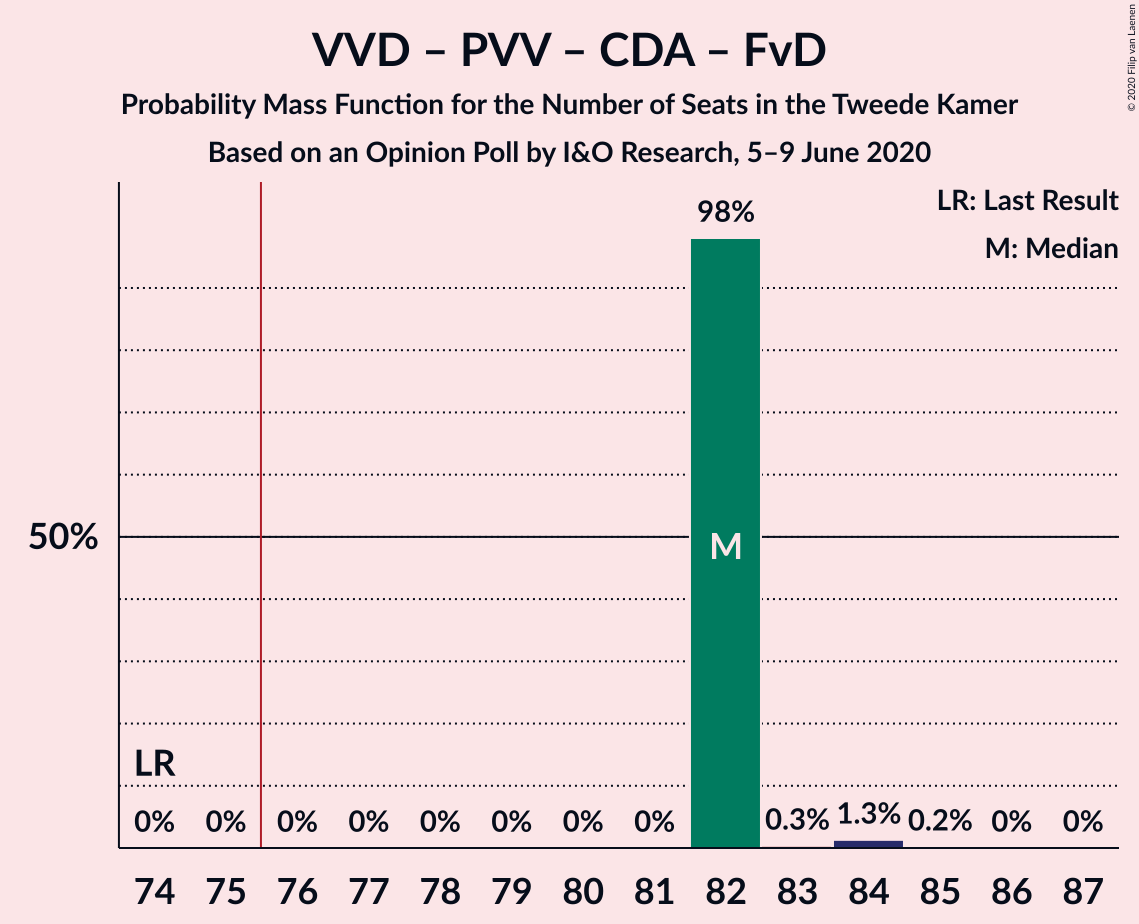 VVD – PVV – CDA – FvD
Probability Mass Function for the Number of Seats in the Tweede Kamer
Based on an Opinion Poll by I&O Research, 5–9 June 2020
© 2020 Filip van Laenen
LR: Last Result
M: Median
98%
50%
M
LR
0% 0% 0% 0% 0% 0% 0% 0% 0.3% 1.3% 0.2% 0% 0%
74 75 76 77 78 79 80 81 82 83 84 85 86 87